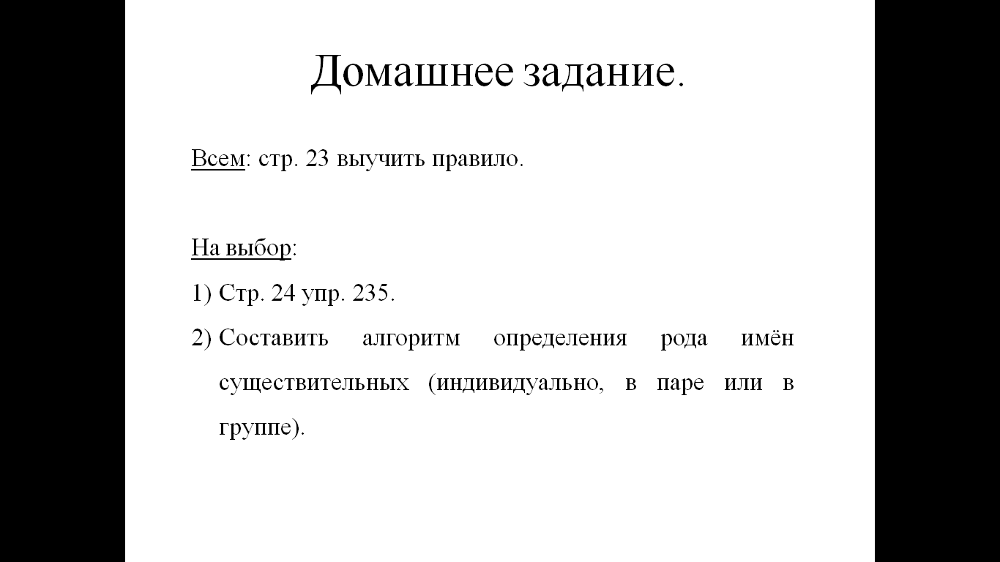 Домашнее задание.
Всем: стр. 23 выучить правило.
На выбор:
1) Стр. 24 упр. 235.
2) Составить алгоритм определения рода имён
существительных (индивидуально, в паре или в
группе).